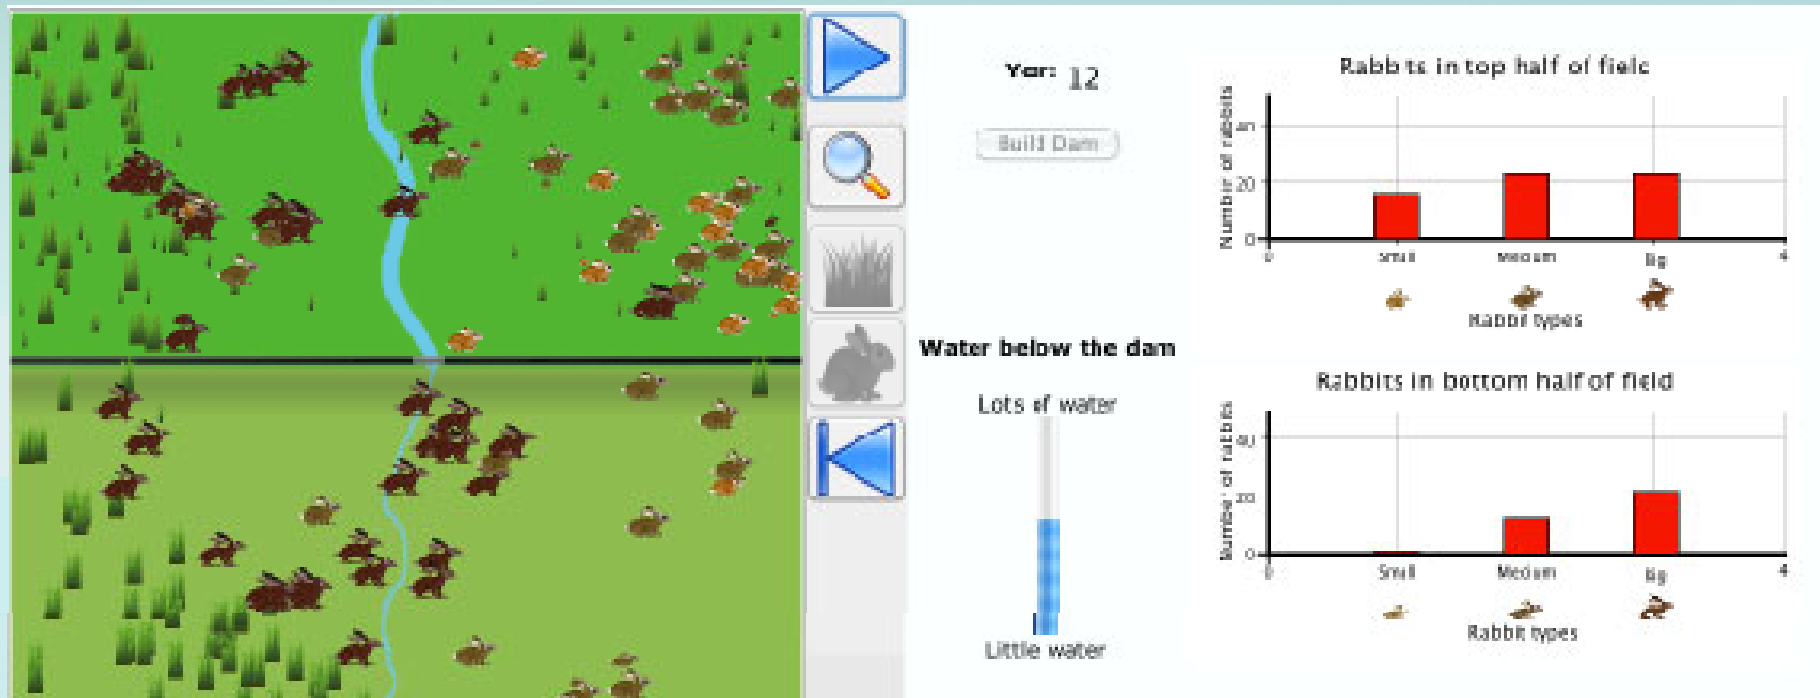 Year: 12
Build Dam
Water below the dam
Lots of water
Little water
Rabbits in top half of field
Number of rabbits
40
20
0
0
Small
Medium
Big
4
Rabbit types
Rabbits in bottom half of field
Number of rabbits
40
20
0
0
Small
Medium
Big
4
Rabbit types